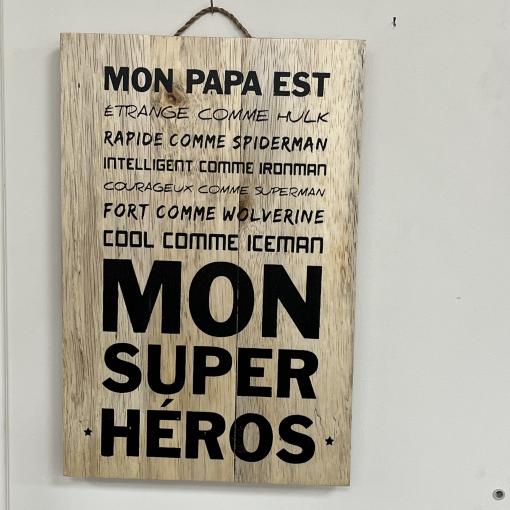 MON PAPA EST
ÉTRANGE COMME HULK
RAPIDE COMME SPIDERMAN
INTELLIGENT COMME IRONMAN
COURAGEUX COMME SUPERMAN
FORT COMME WOLVERINE
COOL COMME ICEMAN
MON
SUPER
HÉROS